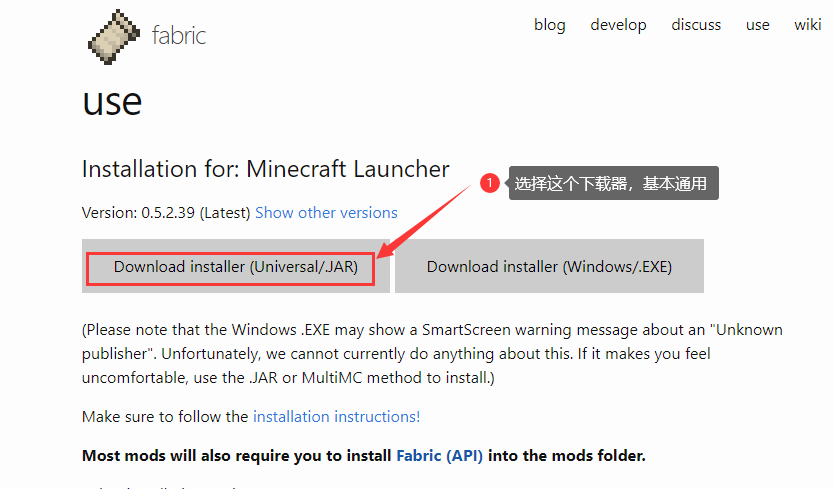 fabric
blog develop discuss use wiki
use
Installation for: Minecraft Launcher
1 选择这个下载器，基本通用
Version: 0.5.2.39 (Latest) Show other versions
Download installer (Universal/.JAR) Download installer (Windows/.EXE)
(Please note that the Windows .EXE may show a SmartScreen warning message about an "Unknown
publisher". Unfortunately, we cannot currently do anything about this. If it makes you feel
uncomfortable, use the .JAR or MultiMC method to install.)
Make sure to follow the installation instructions!
Most mods will also require you to install Fabric (API) into the mods folder.